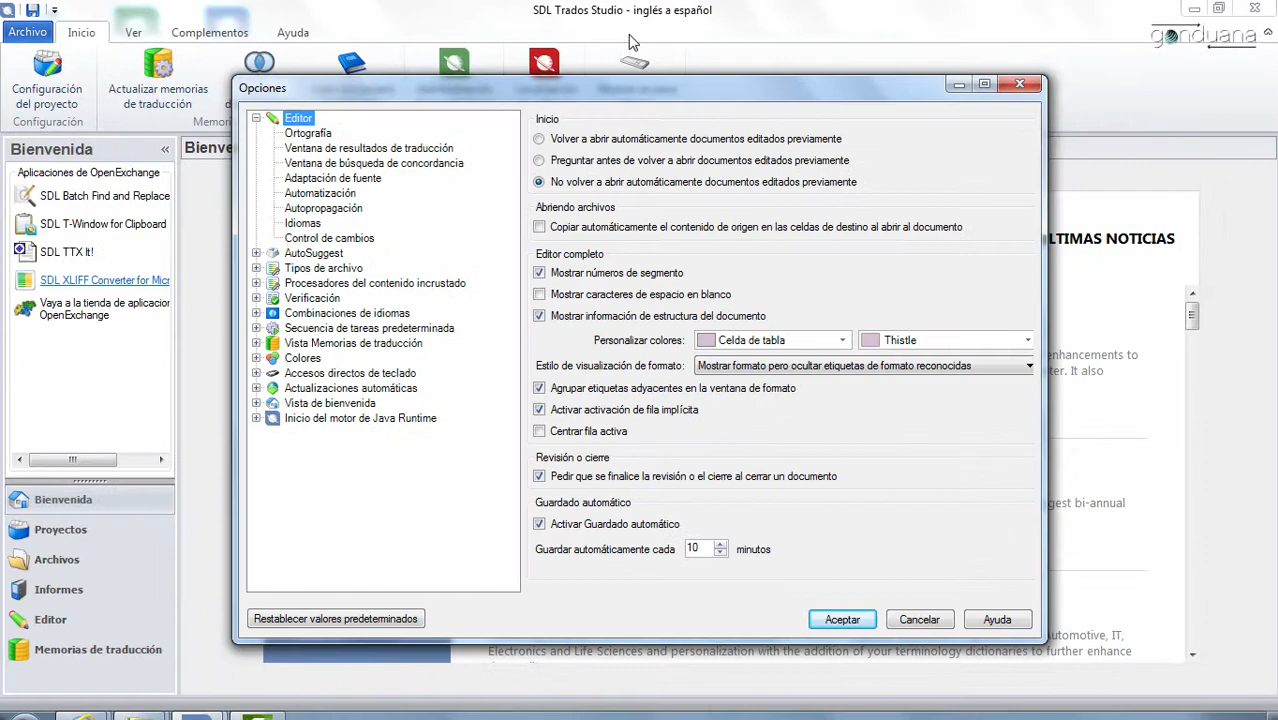 SDL Trados Studio - inglés a español
Archivo
Inicio
Ver
Complementos
Ayuda
gonduana
Configuración
del proyecto
Configuración
Actualizar memorias
de traducción
Bienvenida
«
Aplicaciones de OpenExchange
SDL Batch Find and Replace
SDL T-Window for Clipboard
SDL TTX It!
SDL XLIFF Converter for Micr
Vaya a la tienda de aplicacion
OpenExchange
Bienvenida
Proyectos
Archivos
Informes
Editor
Memorias de traducción
Opciones
Editor
Ortografía
Ventana de resultados de traducción
Ventana de búsqueda de concordancia
Adaptación de fuente
Automatización
Autopropagación
Idiomas
Control de cambios
AutoSuggest
Tipos de archivo
Procesadores del contenido incrustado
Verificación
Combinaciones de idiomas
Secuencia de tareas predeterminada
Vista Memorias de traducción
Colores
Accesos directos de teclado
Actualizaciones automáticas
Vista de bienvenida
Inicio del motor de Java Runtime
Restablecer valores predeterminados
Inicio
Volver a abrir automáticamente documentos editados previamente
Preguntar antes de volver a abrir documentos editados previamente
No volver a abrir automáticamente documentos editados previamente
Abriendo archivos
Copiar automáticamente el contenido de origen en las celdas de destino al abrir al documento
Editor completo
Mostrar números de segmento
Mostrar caracteres de espacio en blanco
Mostrar información de estructura del documento
Personalizar colores: Celda de tabla Thistle
Estilo de visualización de formato: Mostrar formato pero ocultar etiquetas de formato reconocidas
Agrupar etiquetas adyacentes en la ventana de formato
Activar activación de fila implícita
Centrar fila activa
Revisión o cierre
Pedir que se finalice la revisión o el cierre al cerrar un documento
Guardado automático
Activar Guardado automático
Guardar automáticamente cada 10 minutos
Aceptar
Cancelar
Ayuda
LTIMAS NOTICIAS
enhancements to
ter. It also
gest bi-annual
utomotive, IT,
Electronics and Life Sciences and personalization with the addition of your terminology dictionaries to further enhance